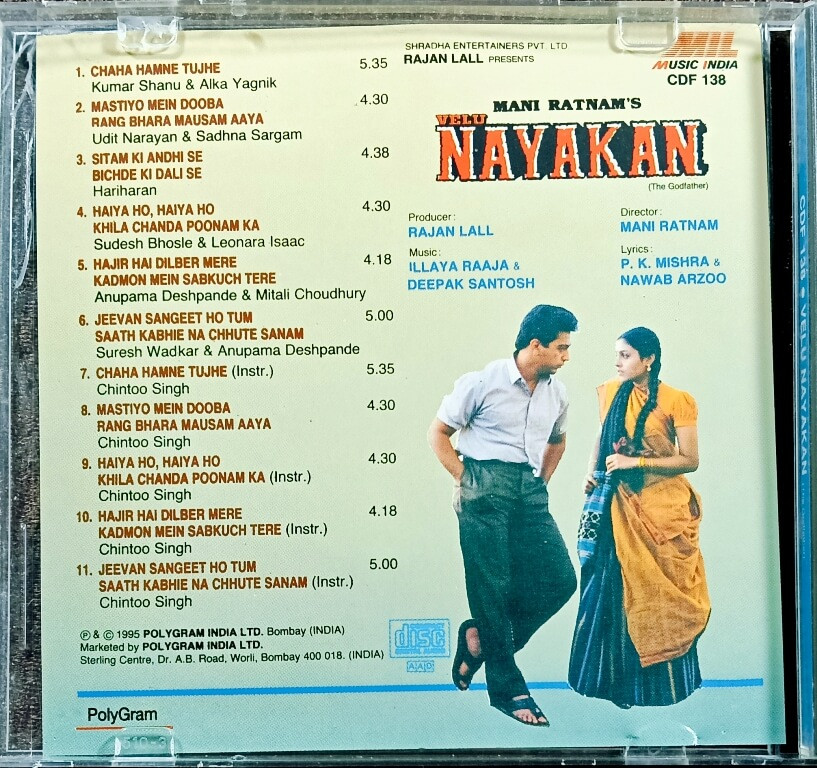 1. CHAHA HAMNE TUJHE 5.35
Kumar Shanu & Alka Yagnik
2. MASTIYO MEIN DOOBA 4.30
RANG BHARA MAUSAM AAYA
Udit Narayan & Sadhna Sargam
3. SITAM KI ANDHI SE 4.38
BICHDE KI DALI SE
Hariharan
4. HAIYA HO, HAIYA HO 4.30
KHILA CHANDA POONAM KA
Sudesh Bhosle & Leonara Isaac
5. HAJIR HAI DILBER MERE 4.18
KADMON MEIN SABKUCH TERE
Anupama Deshpande & Mitali Choudhury
6. JEEVAN SANGEET HO TUM 5.00
SAATH KABHIE NA CHHUTE SANAM
Suresh Wadkar & Anupama Deshpande
7. CHAHA HAMNE TUJHE (Instr.) 5.35
Chintoo Singh
8. MASTIYO MEIN DOOBA 4.30
RANG BHARA MAUSAM AAYA
Chintoo Singh
9. HAIYA HO, HAIYA HO 4.30
KHILA CHANDA POONAM KA (Instr.)
Chintoo Singh
10. HAJIR HAI DILBER MERE 4.18
KADMON MEIN SABKUCH TERE (Instr.)
Chintoo Singh
11. JEEVAN SANGEET HO TUM 5.00
SAATH KABHIE NA CHHUTE SANAM (Instr.)
Chintoo Singh
℗ & © 1995 POLYGRAM INDIA LTD. Bombay (INDIA)
Marketed by POLYGRAM INDIA LTD.
Sterling Centre, Dr. A.B. Road, Worli, Bombay 400 018. (INDIA)
COMPACT
disc
DIGITAL AUDIO
AAD
PolyGram
SHRADHA ENTERTAINERS PVT. LTD
RAJAN LALL PRESENTS
MIL
MUSIC INDIA
CDF 138
MANI RATNAM'S
VELU
NAYAKAN
(The Godfather)
Producer:
RAJAN LALL
Director:
MANI RATNAM
Music:
ILLAYA RAAJA &
DEEPAK SANTOSH
Lyrics:
P. K. MISHRA &
NAWAB ARZOO
CDF 138 • VELU NAYAKAN